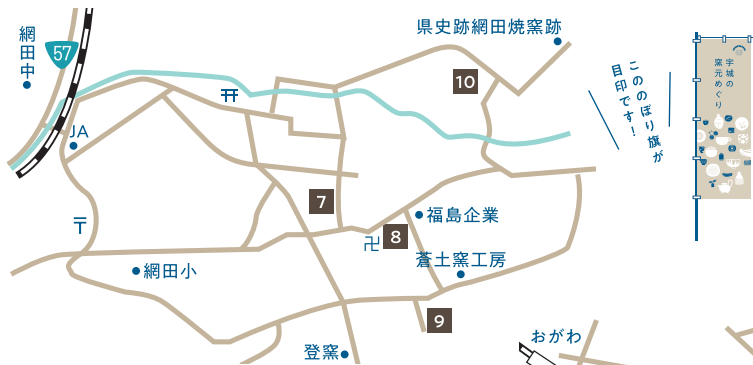 県史跡網田焼窯跡
網田中
57
10
このぼり旗が
目印です！
宇城の
窯元めぐり
JA
7
福島企業
8
蒼土窯工房
網田小
9
登窯
おがわ